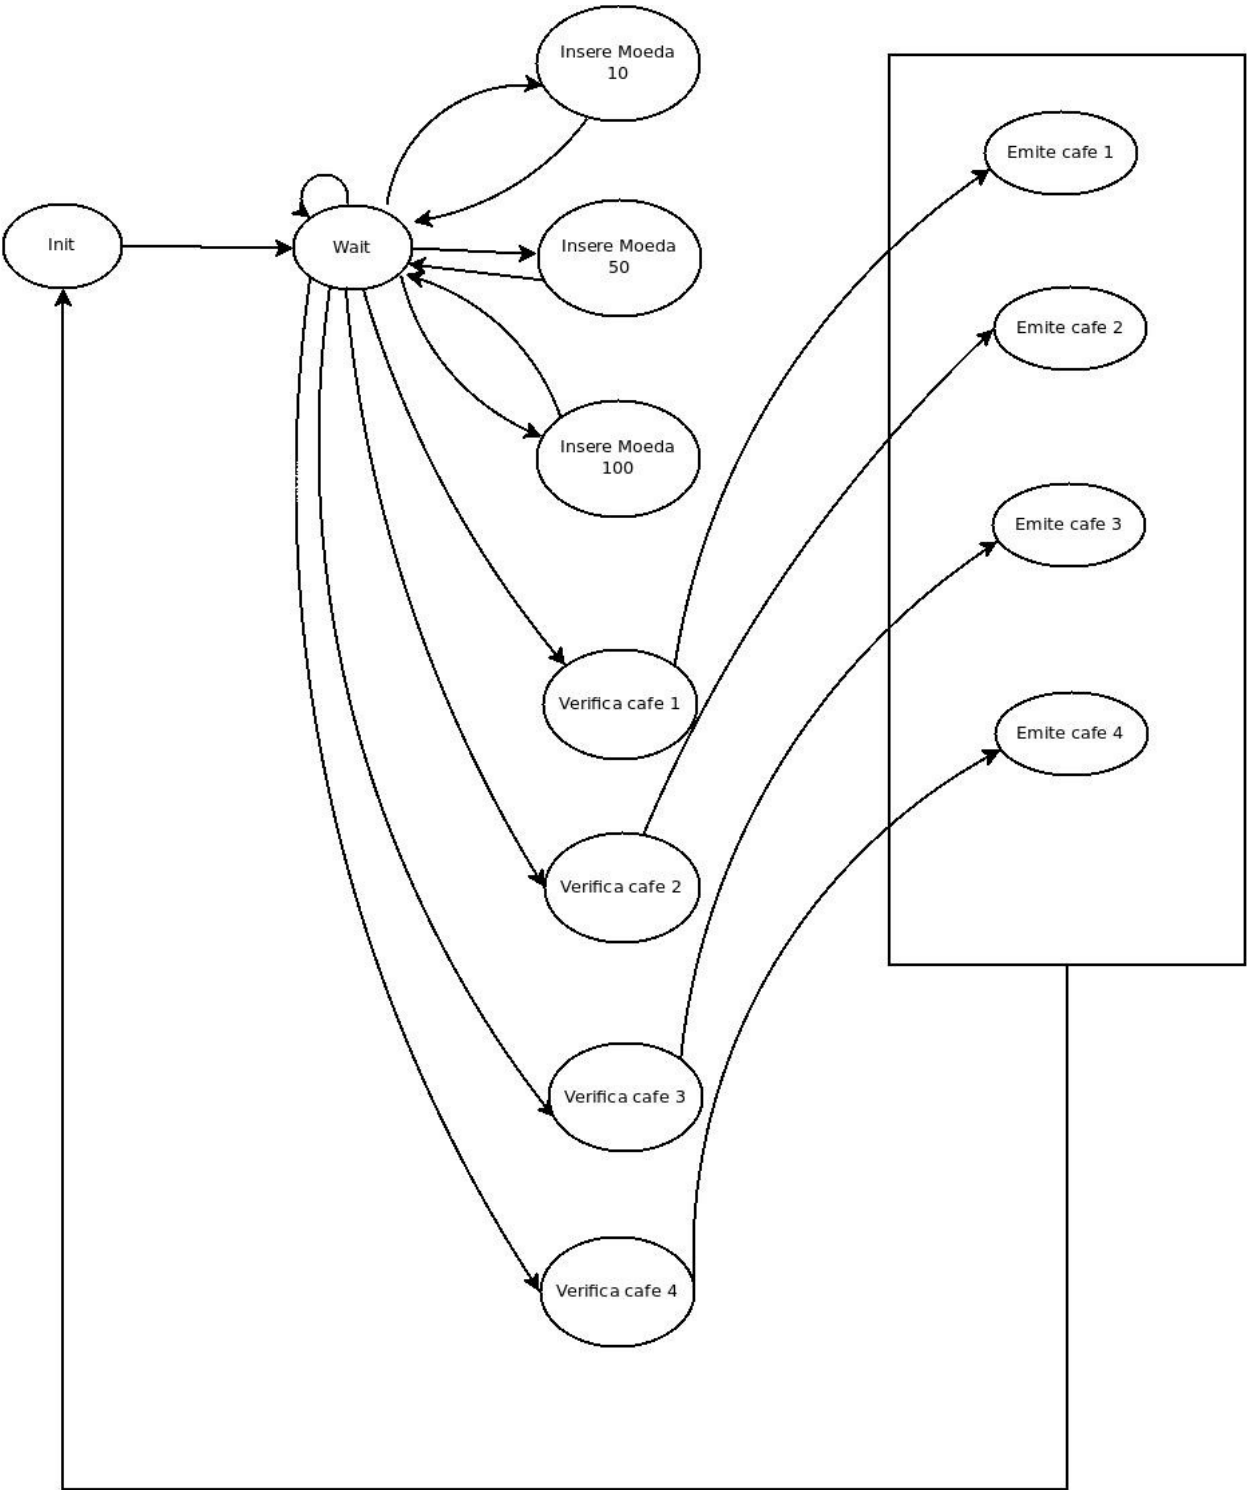 Init
Wait
Insere Moeda
10
Insere Moeda
50
Insere Moeda
100
Verifica cafe 1
Verifica cafe 2
Verifica cafe 3
Verifica cafe 4
Emite cafe 1
Emite cafe 2
Emite cafe 3
Emite cafe 4